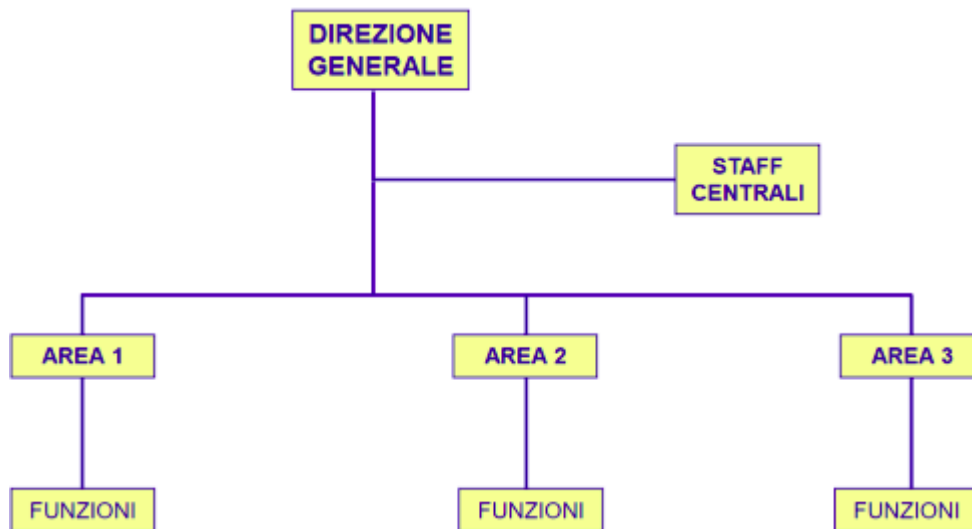 DIREZIONE
GENERALE
STAFF
CENTRALI
AREA 1
AREA 2
AREA 3
FUNZIONI
FUNZIONI
FUNZIONI